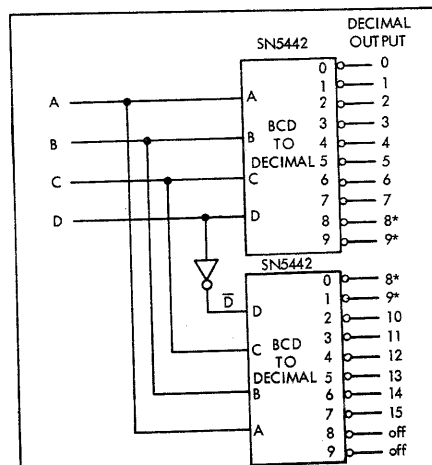 DECIMAL
SN5442 OUTPUT
0 0
1 1
A A 2 2
3 3
B B BCD 4 4
TO
DECIMAL 5 5
C C 6 6
7 7
D D 8 8*
9 9*
SN5442
0 8*
D̅ D 1 9*
2 10
3 11
C BCD 4 12
TO
DECIMAL 5 13
B 6 14
7 15
A 8 off
9 off